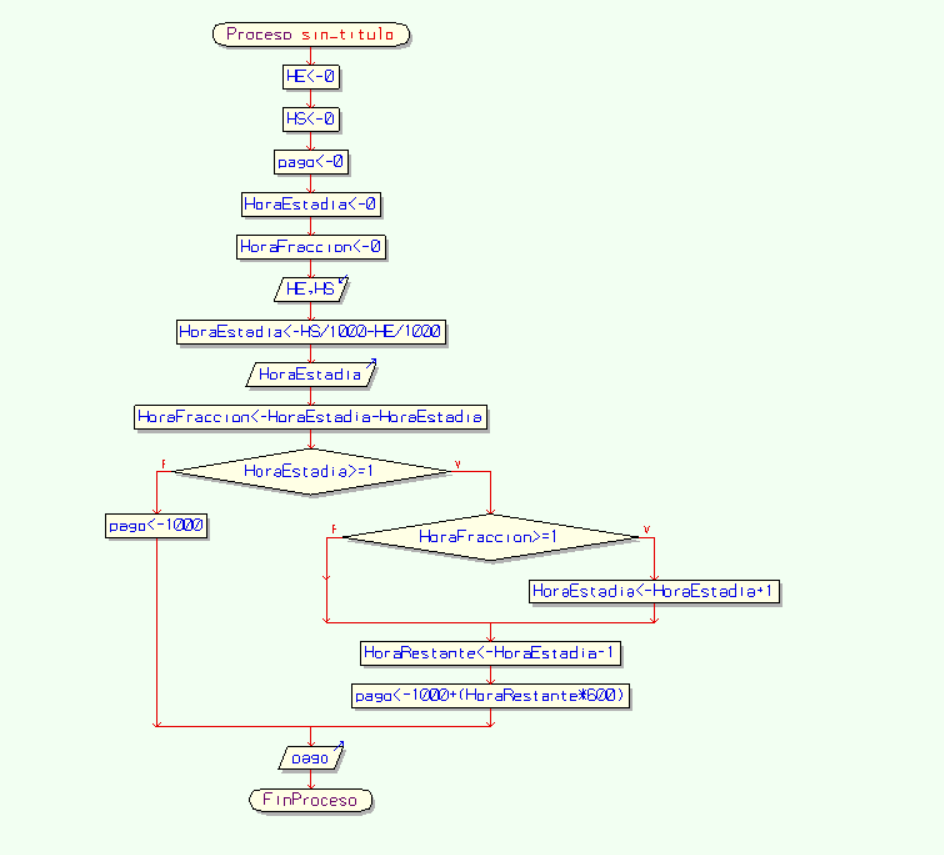 Proceso sin_titulo
HE<-0
HS<-0
pago<-0
HoraEstadia<-0
HoraFraccion<-0
HE,HS
HoraEstadia<-HS/1000-HE/1000
HoraEstadia
HoraFraccion<-HoraEstadia-HoraEstadia
HoraEstadia>=1
F
V
pago<-1000
HoraFraccion>=1
F
V
HoraEstadia<-HoraEstadia+1
HoraRestante<-HoraEstadia-1
pago<-1000+(HoraRestante*600)
pago
FinProceso